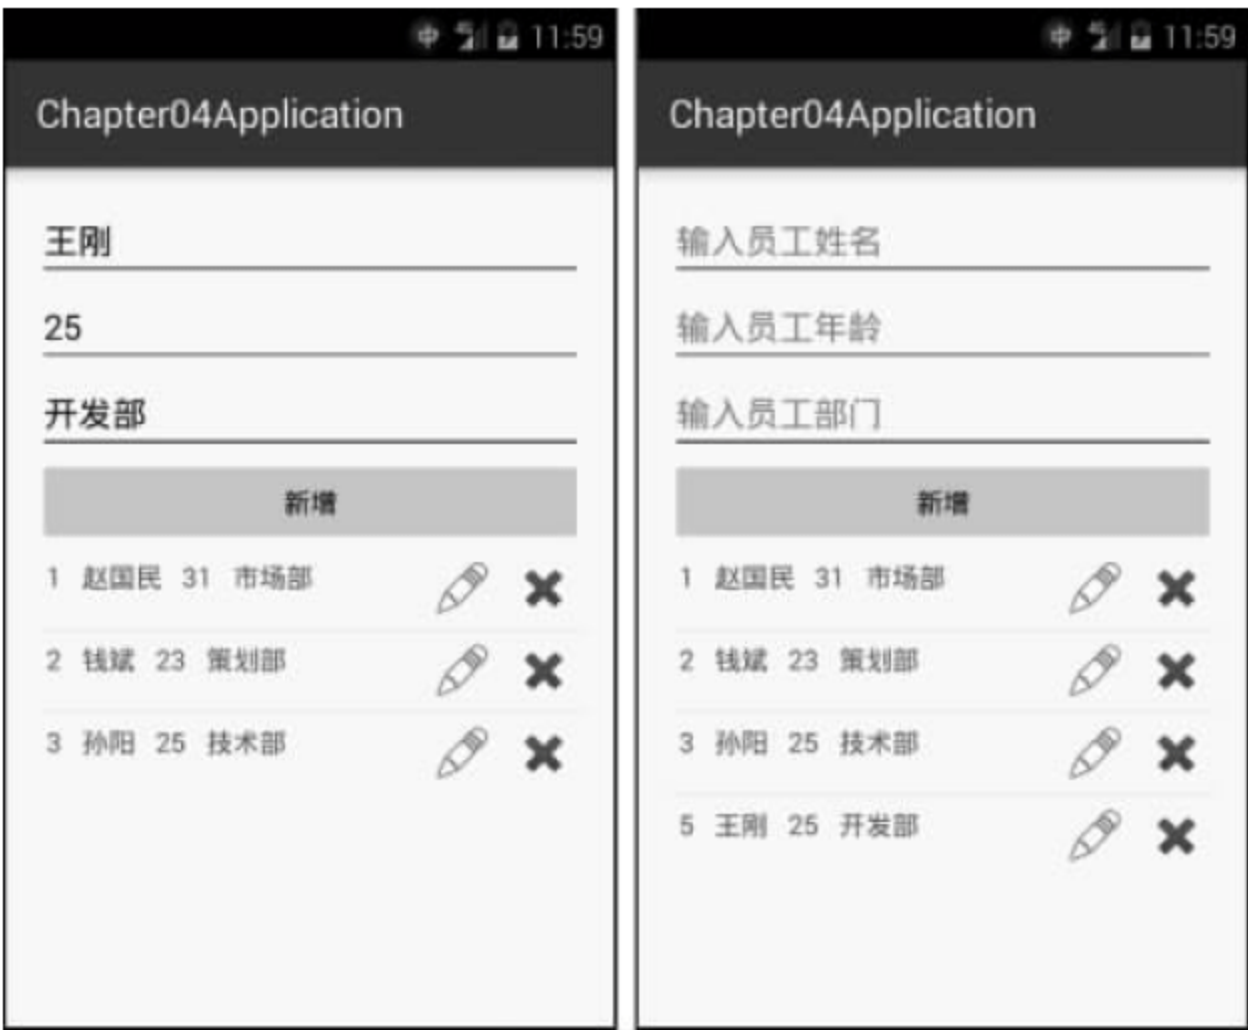 中 11:59
Chapter04Application
王刚
25
开发部
新增
1 赵国民 31 市场部
2 钱斌 23 策划部
3 孙阳 25 技术部
中 11:59
Chapter04Application
输入员工姓名
输入员工年龄
输入员工部门
新增
1 赵国民 31 市场部
2 钱斌 23 策划部
3 孙阳 25 技术部
5 王刚 25 开发部